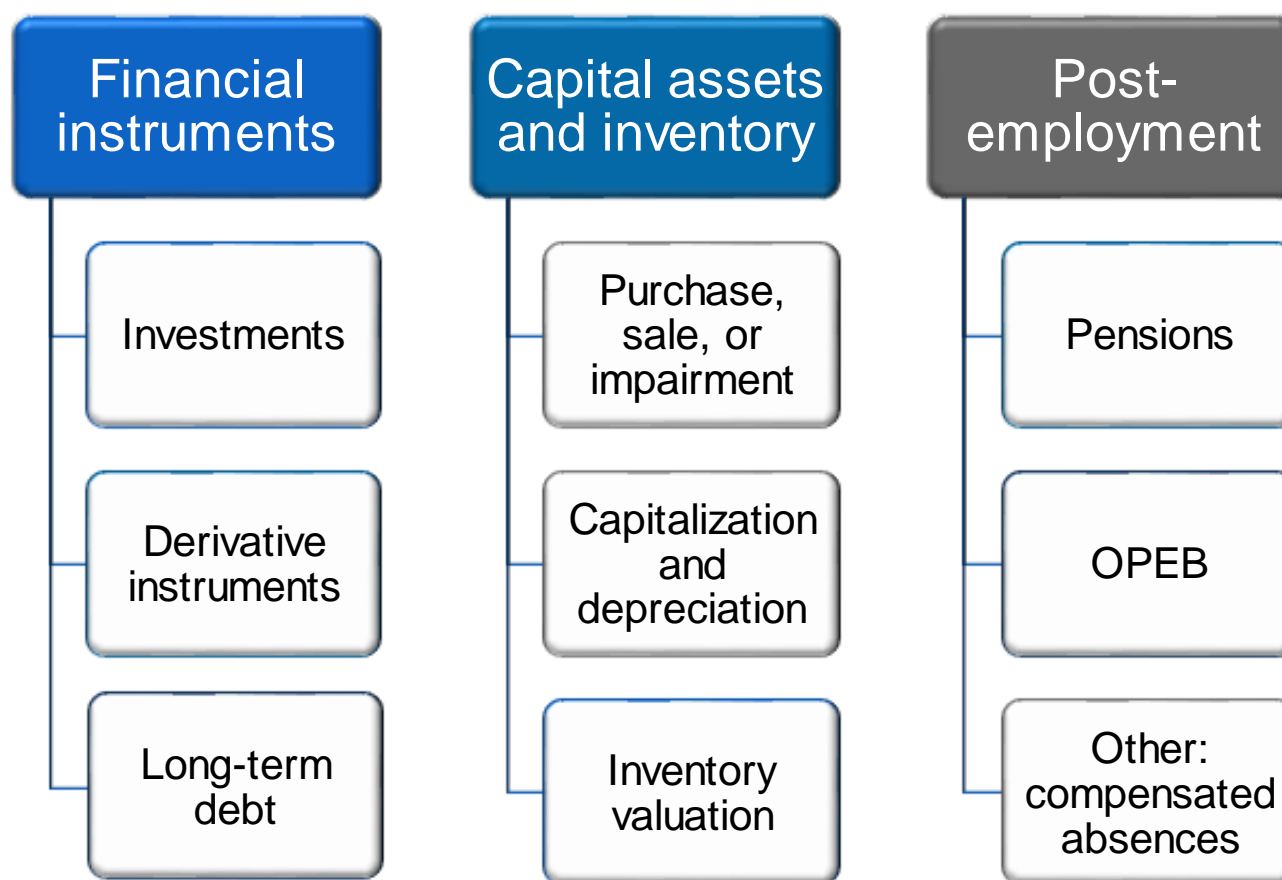 Financial
instruments
Investments
Derivative
instruments
Long-term
debt
Capital assets
and inventory
Purchase,
sale, or
impairment
Capitalization
and
depreciation
Inventory
valuation
Post-
employment
Pensions
OPEB
Other:
compensated
absences